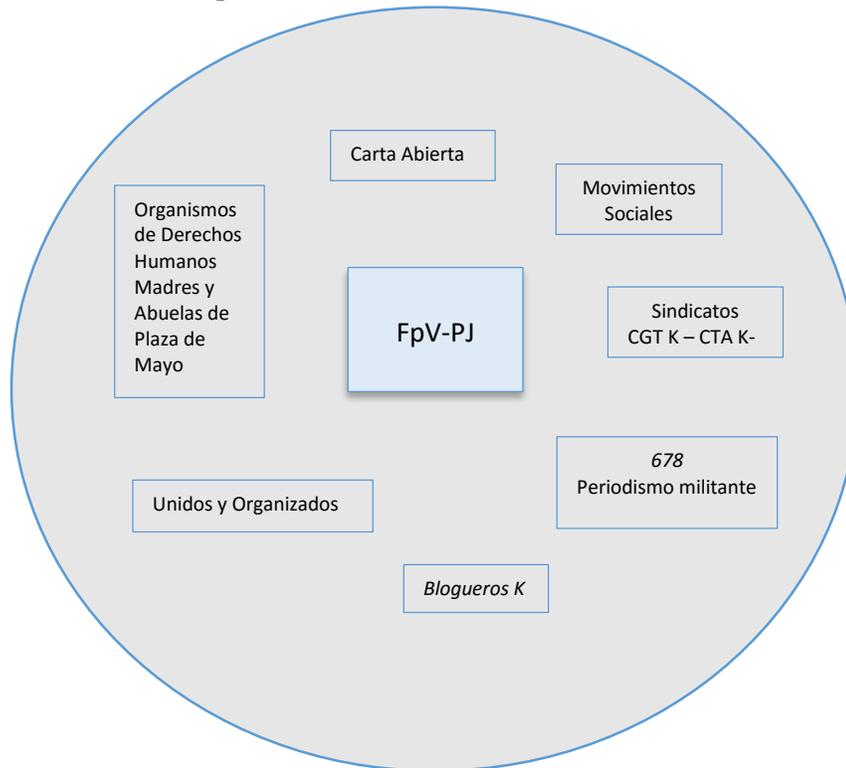 Carta Abierta
Movimientos
Sociales
Organismos
de Derechos
Humanos
Madres y
Abuelas de
Plaza de
Mayo
FpV-PJ
Sindicatos
CGT K – CTA K-
678
Periodismo militante
Unidos y Organizados
Blogueros K